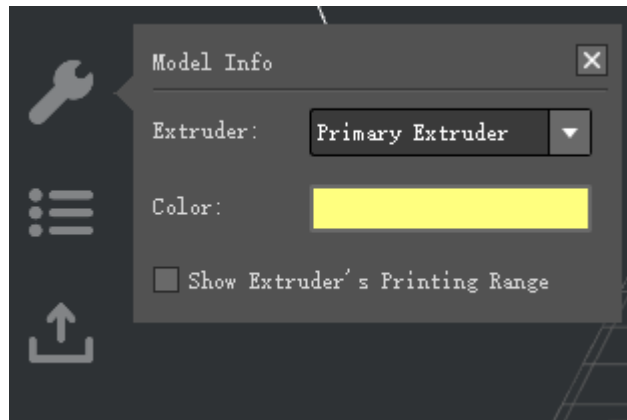 Model Info
Extruder: Primary Extruder
Color:
Show Extruder's Printing Range